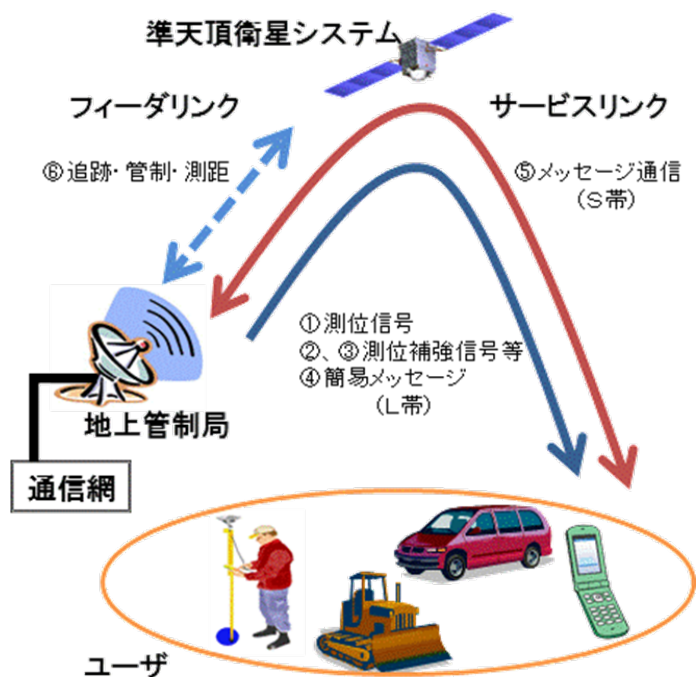 準天頂衛星システム
フィーダリンク
サービスリンク
⑥追跡・管制・測距
⑤メッセージ通信
(S帯)
①測位信号
②、③測位補強信号等
④簡易メッセージ
(L帯)
地上管制局
通信網
ユーザ